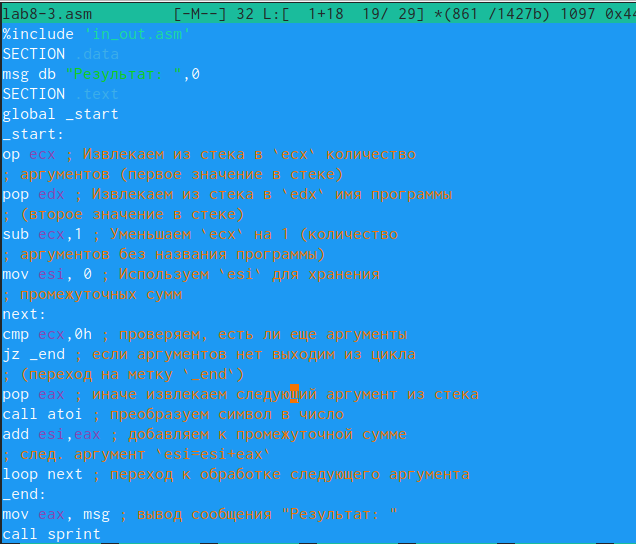 lab8-3.asm [-M--] 32 L:[ 1+18 19/ 29] *(861 /1427b) 1097 0x44
%include 'in_out.asm'
SECTION .data
msg db "Результат: ",0
SECTION .text
global _start
_start:
op ecx ; Извлекаем из стека в `ecx` количество
; аргументов (первое значение в стеке)
pop edx ; Извлекаем из стека в `edx` имя программы
; (второе значение в стеке)
sub ecx,1 ; Уменьшаем `ecx` на 1 (количество
; аргументов без названия программы)
mov esi, 0 ; Используем `esi` для хранения
; промежуточных сумм
next:
cmp ecx,0h ; проверяем, есть ли еще аргументы
jz _end ; если аргументов нет выходим из цикла
; (переход на метку `_end`)
pop eax ; иначе извлекаем следующий аргумент из стека
call atoi ; преобразуем символ в число
add esi,eax ; добавляем к промежуточной сумме
; след. аргумент `esi=esi+eax`
loop next ; переход к обработке следующего аргумента
_end:
mov eax, msg ; вывод сообщения "Результат: "
call sprint